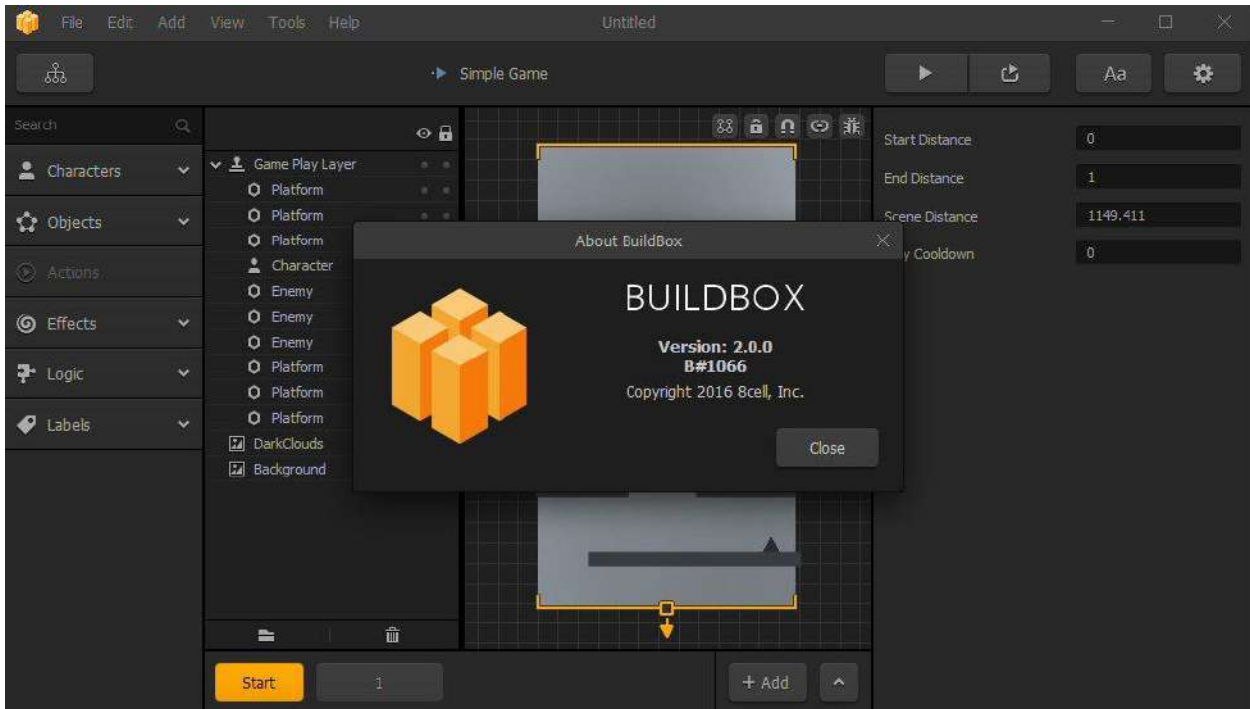 File Edit Add View Tools Help Untitled
Simple Game
Aa
Search
Characters
Objects
Actions
Effects
Logic
Labels
Game Play Layer
Platform
Platform
Platform
Character
Enemy
Enemy
Enemy
Platform
Platform
Platform
DarkClouds
Background
About BuildBox
BUILDBOX
Version: 2.0.0
B#1066
Copyright 2016 8cell, Inc.
Close
Start Distance 0
End Distance 1
Scene Distance 1149.411
Cooldown 0
Start 1 + Add